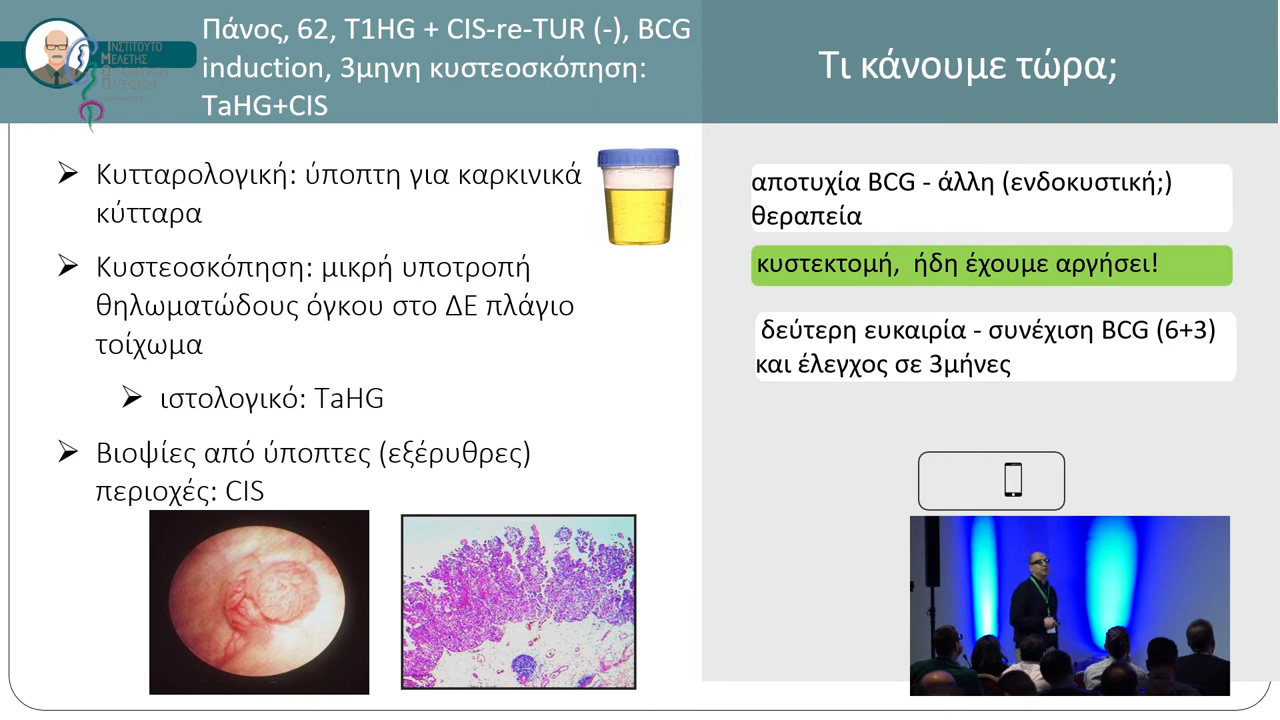 ΙΝΣΤΙΤΟΥΤΟ
ΜΕΛΕΤΗΣ
ΟΥΡΟΛΟΓΙΚΩΝ
ΠΑΘΗΣΕΩΝ
Πάνος, 62, T1HG + CIS-re-TUR (-), BCG
induction, 3μηνη κυστεοσκόπηση:
TaHG+CIS
Τι κάνουμε τώρα;
Κυτταρολογική: ύποπτη για καρκινικά
κύτταρα
Κυστεοσκόπηση: μικρή υποτροπή
θηλωματώδους όγκου στο ΔΕ πλάγιο
τοίχωμα
ιστολογικό: TaHG
Βιοψίες από ύποπτες (εξέρυθρες)
περιοχές: CIS
αποτυχία BCG - άλλη (ενδοκυστική;)
θεραπεία
κυστεκτομή, ήδη έχουμε αργήσει!
δεύτερη ευκαιρία - συνέχιση BCG (6+3)
και έλεγχος σε 3μήνες